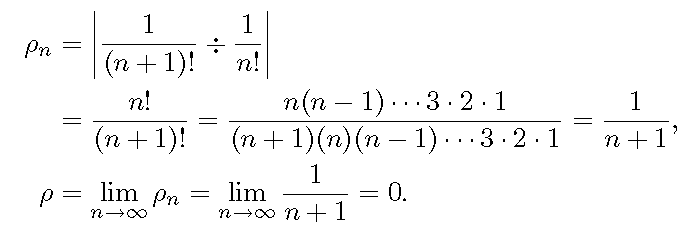 ρ_n = |1/(n + 1)! ÷ 1/n!|
= n!/(n + 1)! = n(n − 1) ··· 3 · 2 · 1/(n + 1)(n)(n − 1) ··· 3 · 2 · 1 = 1/n + 1,
ρ = lim_{n→∞} ρ_n = lim_{n→∞} 1/n + 1 = 0.